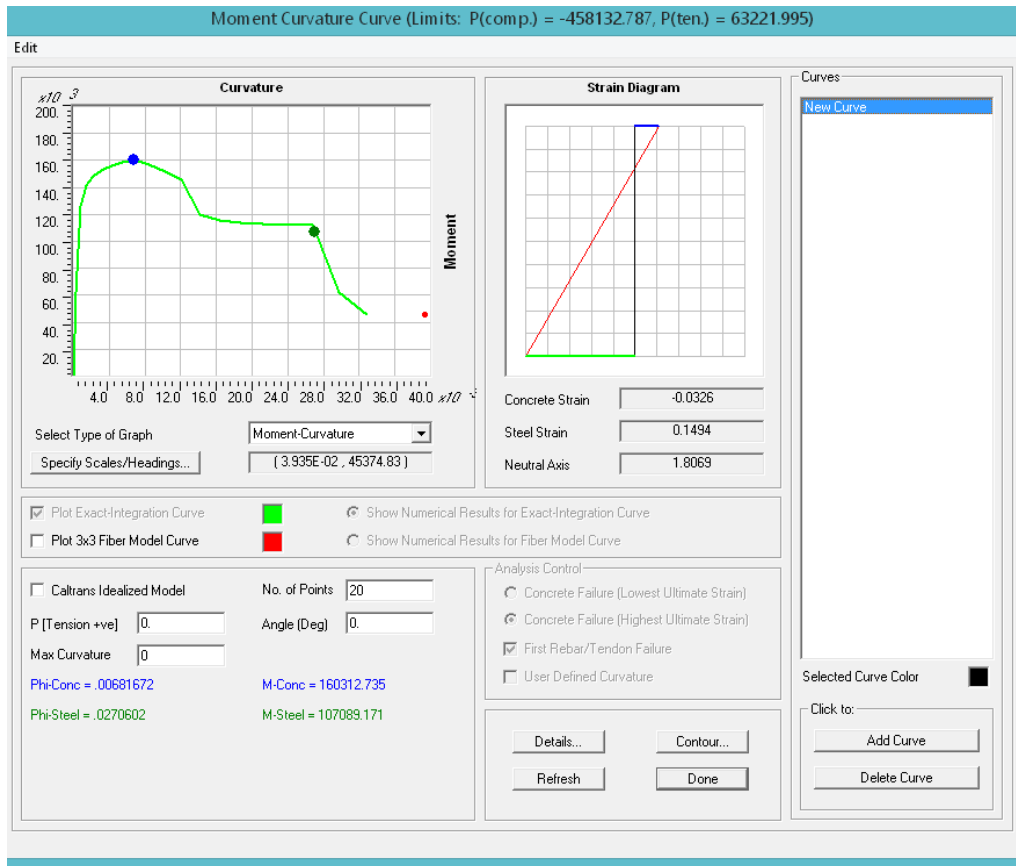 Moment Curvature Curve (Limits: P(comp.) = -458132.787, P(ten.) = 63221.995)
Edit
Curvature
x10 3
200.
180.
160.
140.
120.
100.
80.
60.
40.
20.
Moment
4.0 8.0 12.0 16.0 20.0 24.0 28.0 32.0 36.0 40.0 x10
Select Type of Graph
Moment-Curvature
Specify Scales/Headings...
( 3.935E-02 , 45374.83 )
Strain Diagram
Concrete Strain -0.0326
Steel Strain 0.1494
Neutral Axis 1.8069
Curves
New Curve
Plot Exact-Integration Curve
Show Numerical Results for Exact-Integration Curve
Plot 3x3 Fiber Model Curve
Show Numerical Results for Fiber Model Curve
Caltrans Idealized Model
No. of Points 20
P [Tension +ve] 0.
Angle (Deg) 0.
Max Curvature 0
Phi-Conc = .00681672
M-Conc = 160312.735
Phi-Steel = .0270602
M-Steel = 107089.171
Analysis Control
Concrete Failure (Lowest Ultimate Strain)
Concrete Failure (Highest Ultimate Strain)
First Rebar/Tendon Failure
User Defined Curvature
Details...
Contour...
Refresh
Done
Selected Curve Color
Click to:
Add Curve
Delete Curve